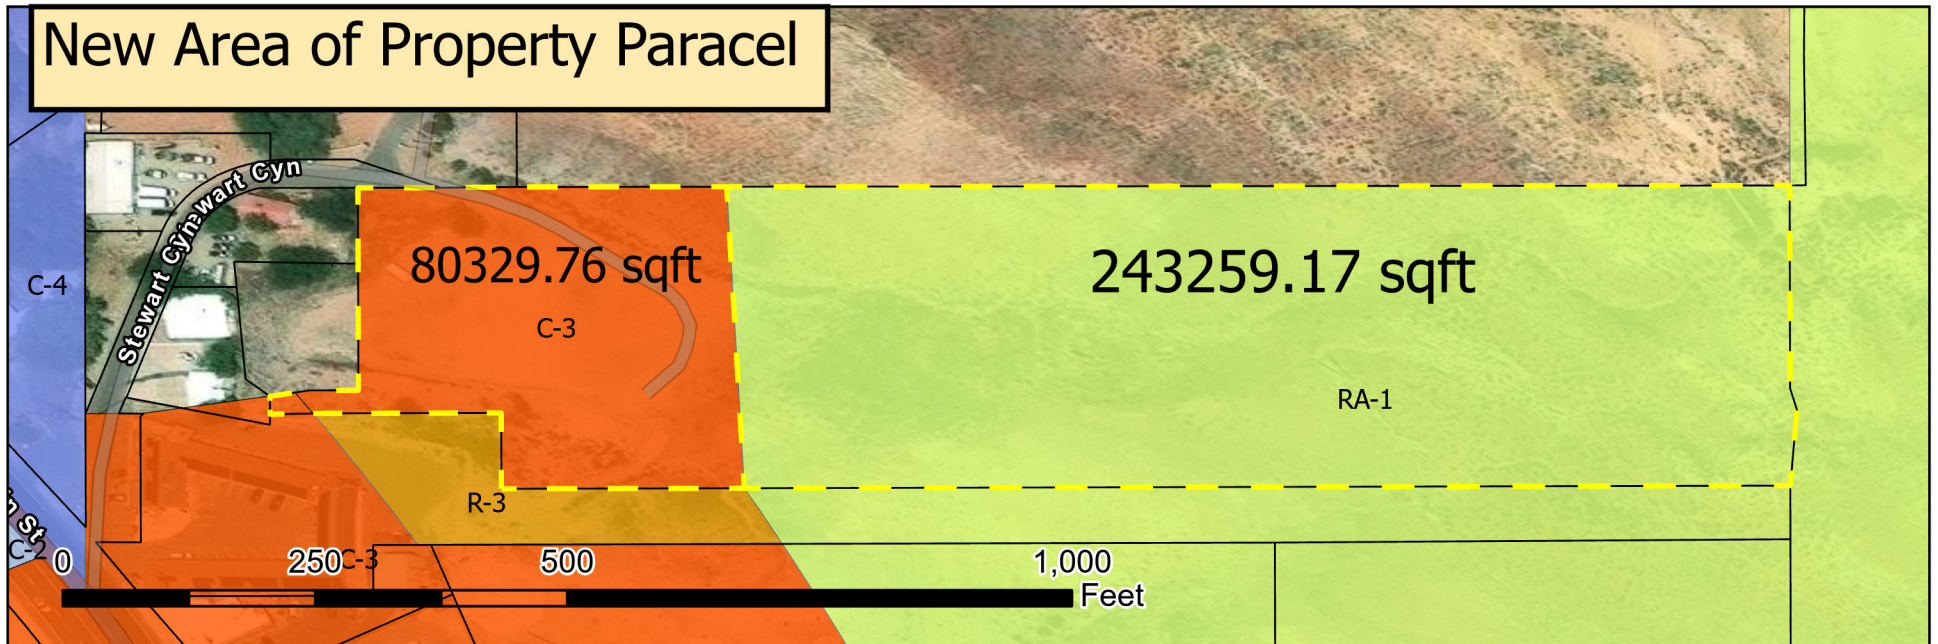 New Area of Property Paracel
Stewart Cyn
wart Cyn
80329.76 sqft
243259.17 sqft
C-4
C-3
RA-1
R-3
St
C-2
C-3
0 250 500 1,000
Feet